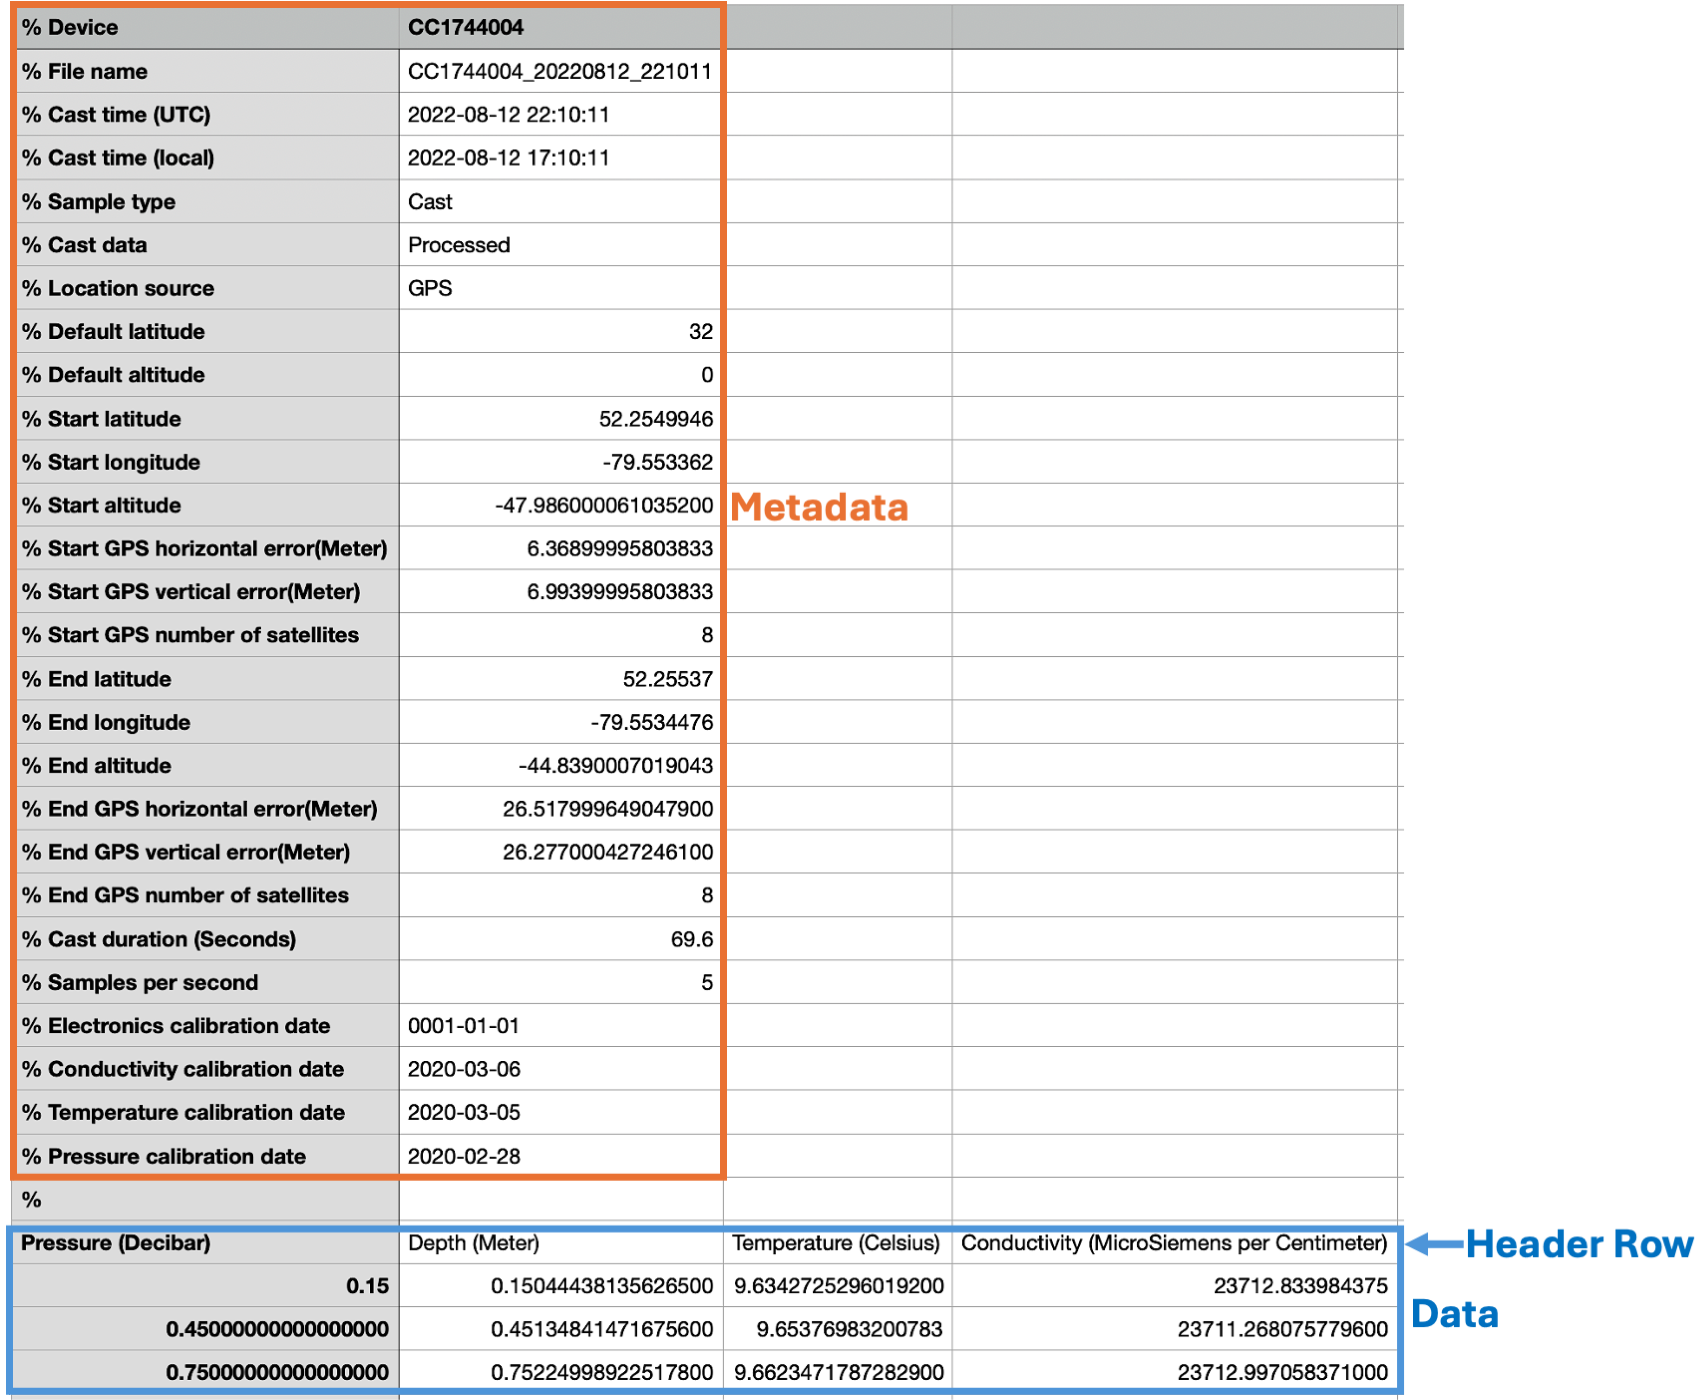 % Device CC1744004
% File name CC1744004_20220812_221011
% Cast time (UTC) 2022-08-12 22:10:11
% Cast time (local) 2022-08-12 17:10:11
% Sample type Cast
% Cast data Processed
% Location source GPS
% Default latitude 32
% Default altitude 0
% Start latitude 52.2549946
% Start longitude -79.553362
% Start altitude -47.986000061035200 Metadata
% Start GPS horizontal error(Meter) 6.36899995803833
% Start GPS vertical error(Meter) 6.99399995803833
% Start GPS number of satellites 8
% End latitude 52.25537
% End longitude -79.5534476
% End altitude -44.8390007019043
% End GPS horizontal error(Meter) 26.517999649047900
% End GPS vertical error(Meter) 26.277000427246100
% End GPS number of satellites 8
% Cast duration (Seconds) 69.6
% Samples per second 5
% Electronics calibration date 0001-01-01
% Conductivity calibration date 2020-03-06
% Temperature calibration date 2020-03-05
% Pressure calibration date 2020-02-28
%
Pressure (Decibar) Depth (Meter) Temperature (Celsius) Conductivity (MicroSiemens per Centimeter) Header Row
0.15 0.15044438135626500 9.6342725296019200 23712.833984375
Data
0.45000000000000000 0.45134841471675600 9.65376983200783 23711.268075779600
0.75000000000000000 0.75224998922517800 9.6623471787282900 23712.997058371000